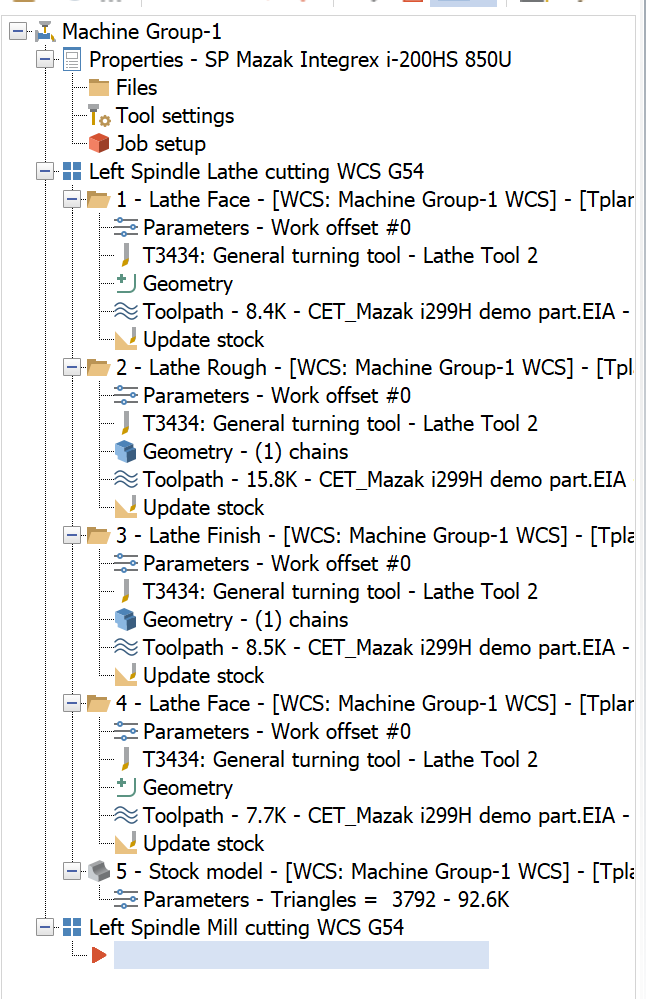 Machine Group-1
Properties - SP Mazak Integrex i-200HS 850U
Files
Tool settings
Job setup
Left Spindle Lathe cutting WCS G54
1 - Lathe Face - [WCS: Machine Group-1 WCS] - [Tplan
Parameters - Work offset #0
T3434: General turning tool - Lathe Tool 2
Geometry
Toolpath - 8.4K - CET_Mazak i299H demo part.EIA -
Update stock
2 - Lathe Rough - [WCS: Machine Group-1 WCS] - [Tpl
Parameters - Work offset #0
T3434: General turning tool - Lathe Tool 2
Geometry - (1) chains
Toolpath - 15.8K - CET_Mazak i299H demo part.EIA
Update stock
3 - Lathe Finish - [WCS: Machine Group-1 WCS] - [Tpla
Parameters - Work offset #0
T3434: General turning tool - Lathe Tool 2
Geometry - (1) chains
Toolpath - 8.5K - CET_Mazak i299H demo part.EIA -
Update stock
4 - Lathe Face - [WCS: Machine Group-1 WCS] - [Tplan
Parameters - Work offset #0
T3434: General turning tool - Lathe Tool 2
Geometry
Toolpath - 7.7K - CET_Mazak i299H demo part.EIA -
Update stock
5 - Stock model - [WCS: Machine Group-1 WCS] - [Tpla
Parameters - Triangles = 3792 - 92.6K
Left Spindle Mill cutting WCS G54